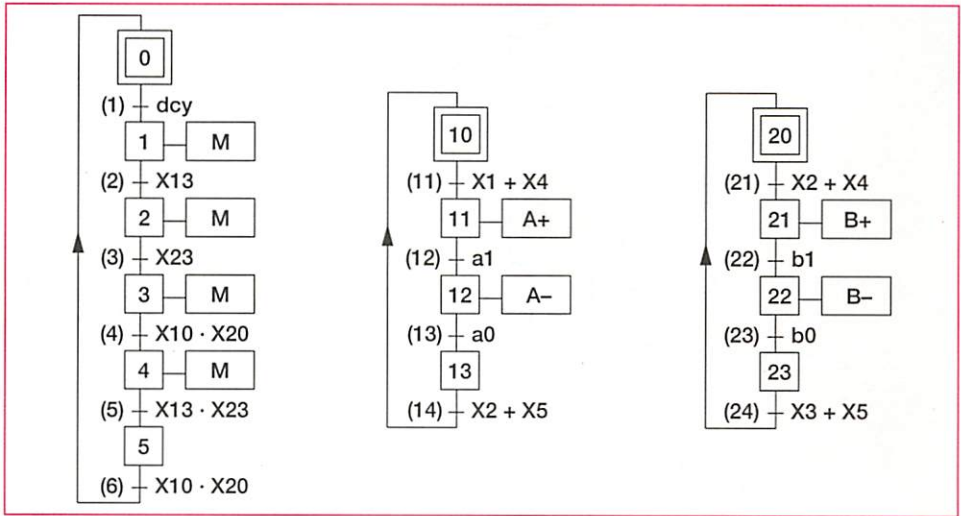 0
(1) dcy
1 M
(2) X13
2 M
(3) X23
3 M
(4) X10 · X20
4 M
(5) X13 · X23
5
(6) X10 · X20
10
(11) X1 + X4
11 A+
(12) a1
12 A–
(13) a0
13
(14) X2 + X5
20
(21) X2 + X4
21 B+
(22) b1
22 B–
(23) b0
23
(24) X3 + X5